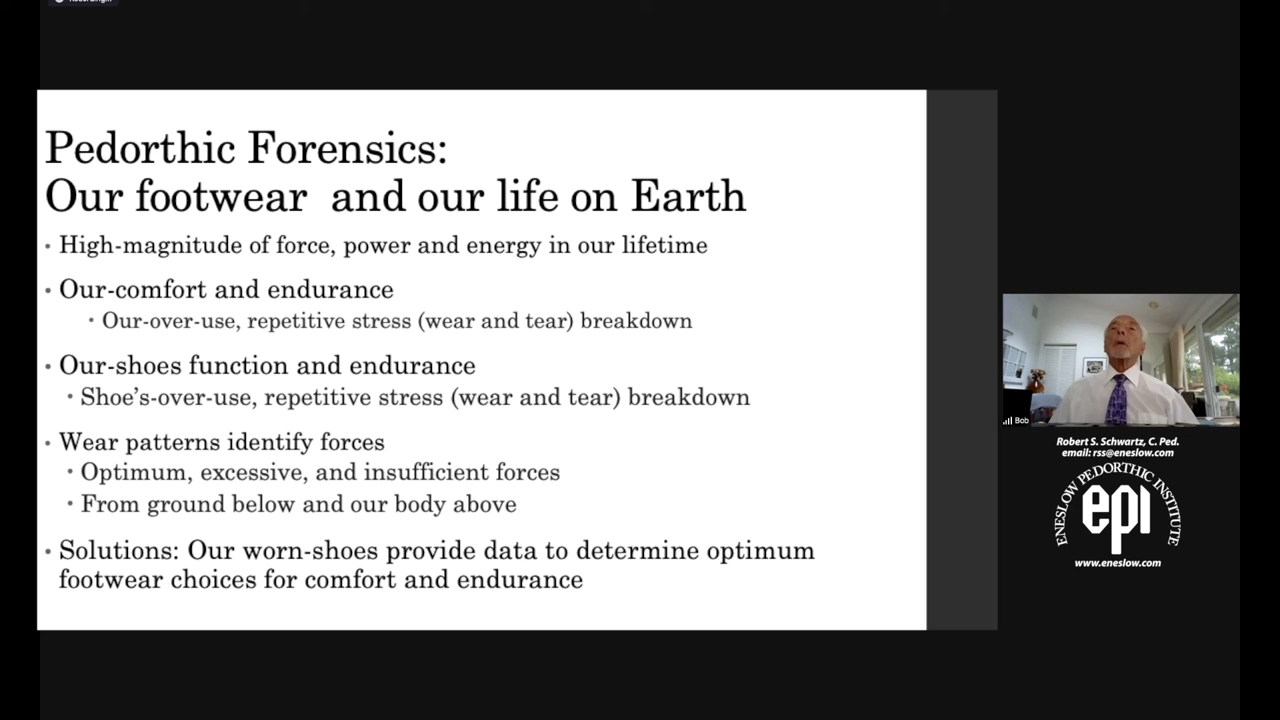 Pedorthic Forensics:
Our footwear and our life on Earth
• High-magnitude of force, power and energy in our lifetime
• Our-comfort and endurance
• Our-over-use, repetitive stress (wear and tear) breakdown
• Our-shoes function and endurance
• Shoe's-over-use, repetitive stress (wear and tear) breakdown
• Wear patterns identify forces
• Optimum, excessive, and insufficient forces
• From ground below and our body above
• Solutions: Our worn-shoes provide data to determine optimum
footwear choices for comfort and endurance
Bob
Robert S. Schwartz, C. Ped.
email: rss@eneslow.com
ENESLOW PEDORTHIC INSTITUTE
epi
www.eneslow.com